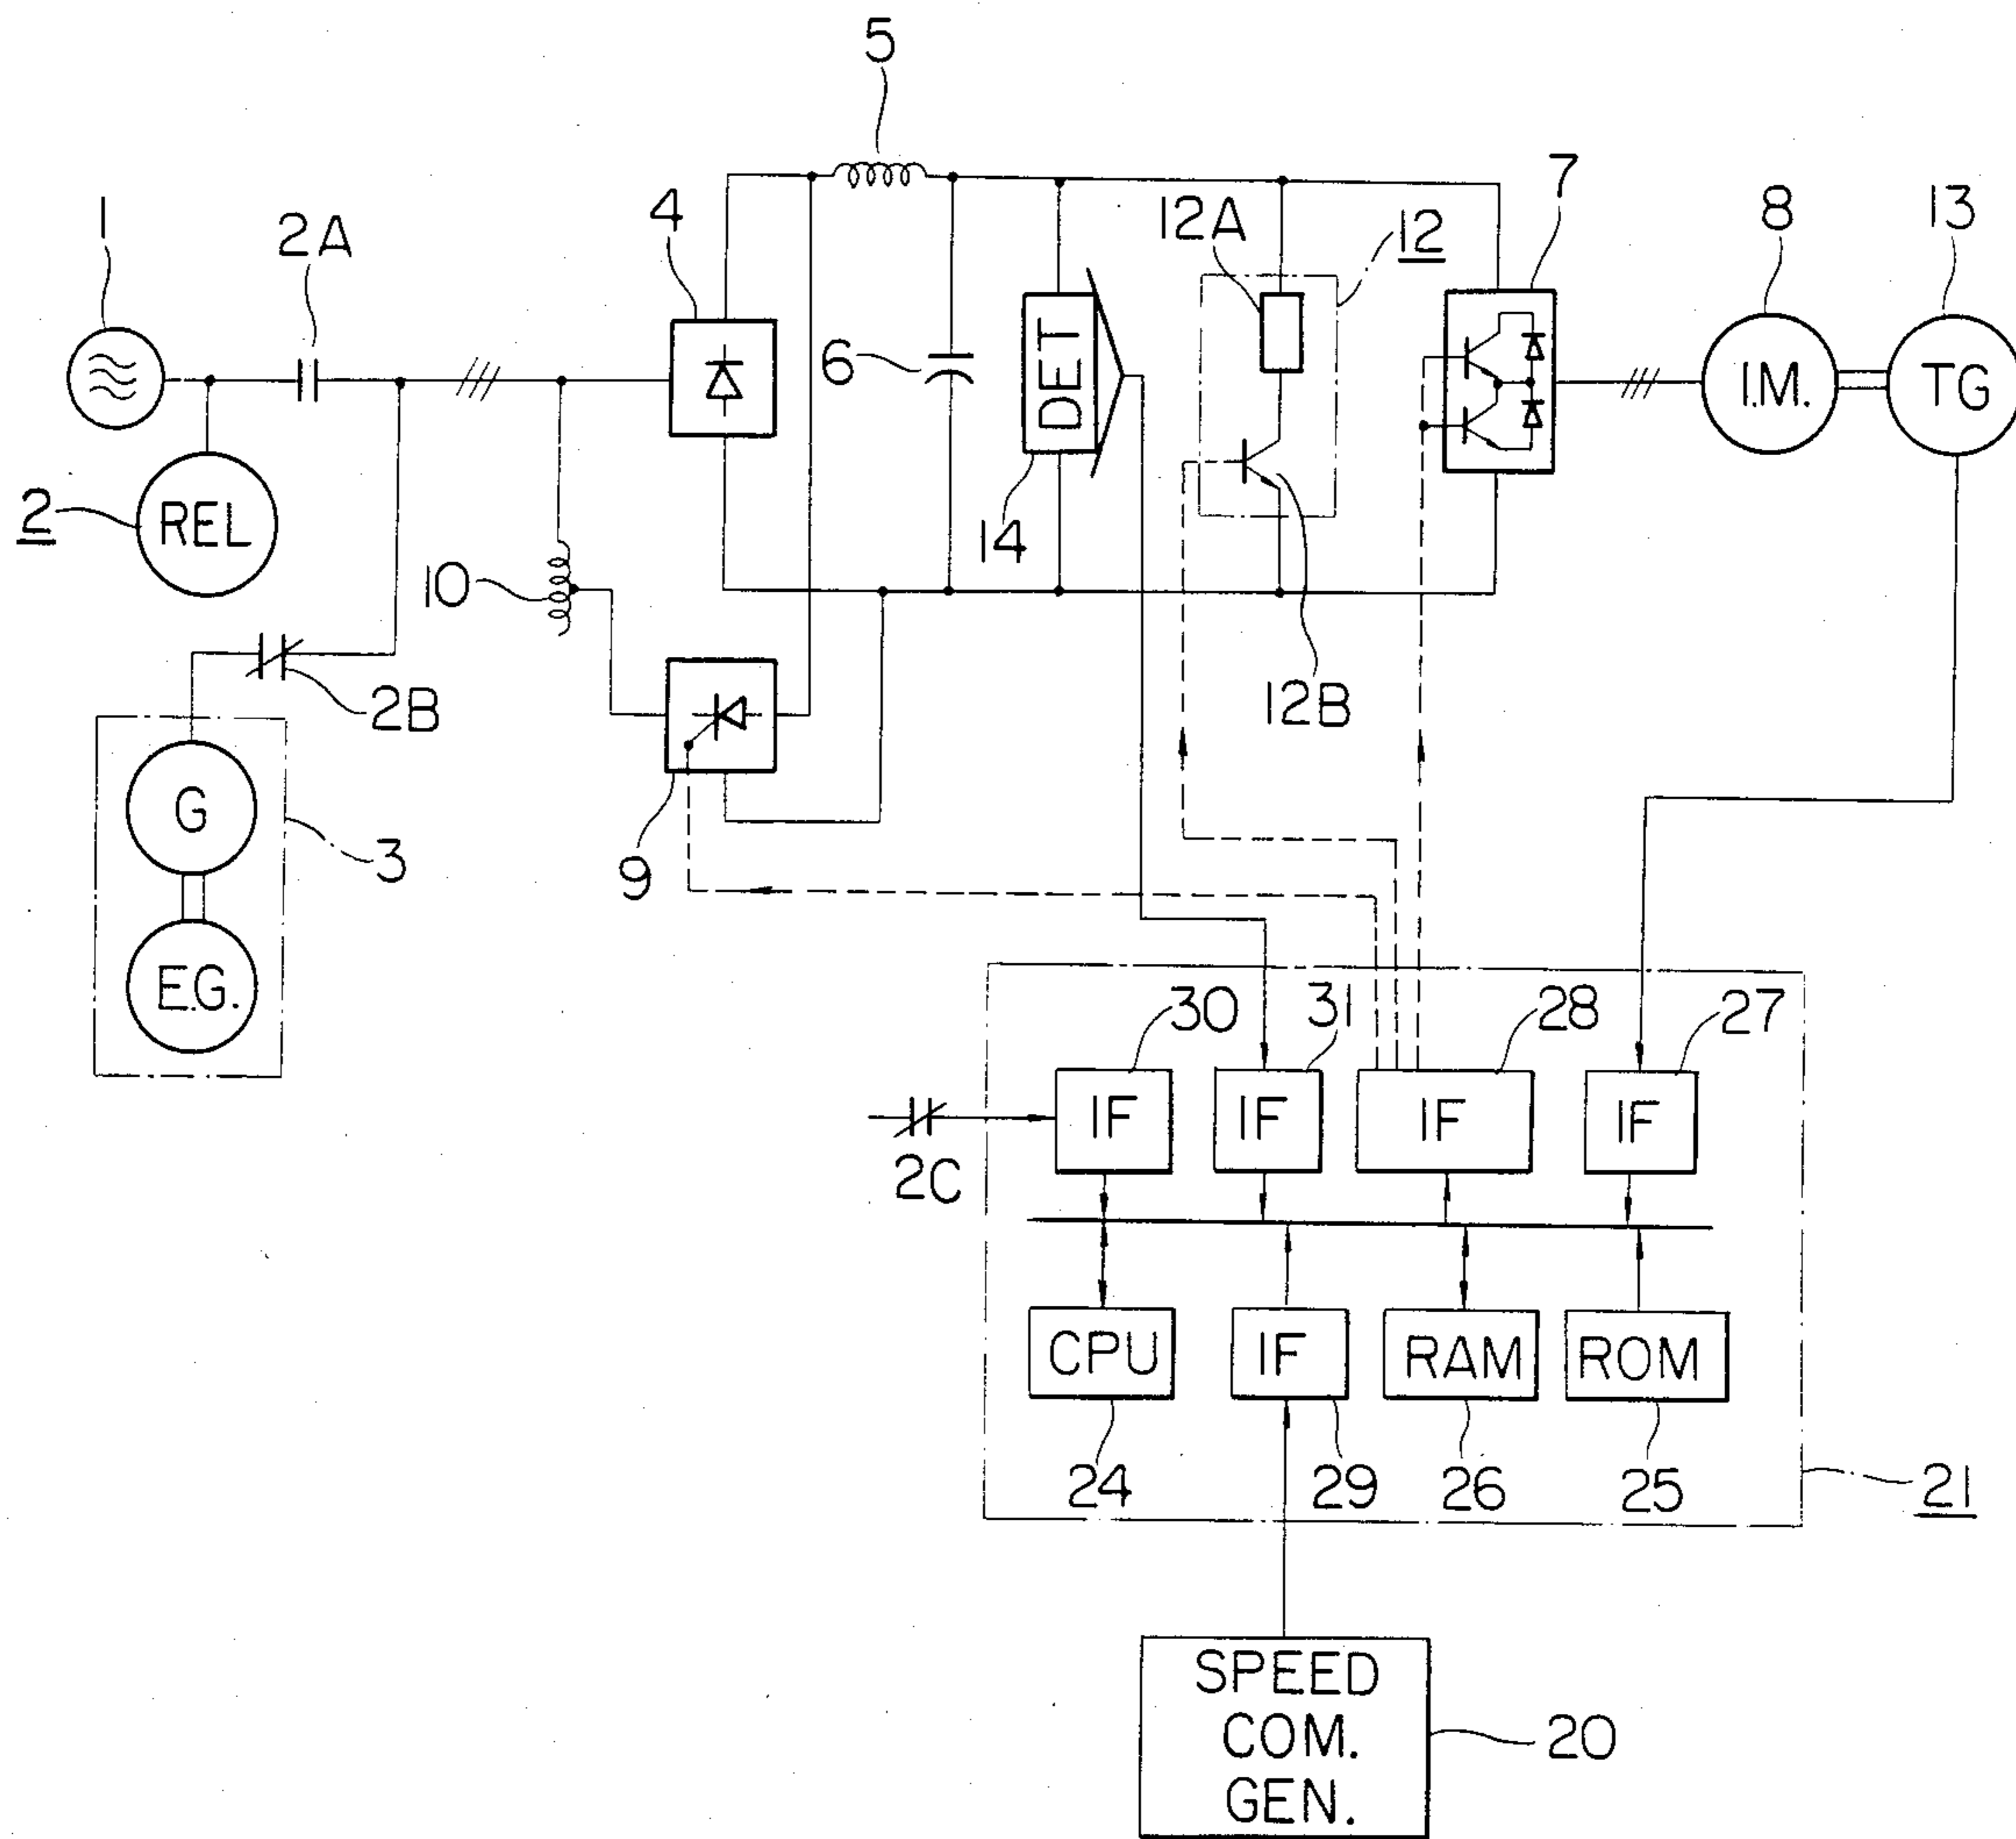 5
1
2A
4
12A
12
7
8
13
6
DET
I.M.
TG
2
REL
14
10
2B
12B
G
3
9
E.G.
30
31
28
27
IF
IF
IF
IF
2C
CPU
IF
RAM
ROM
24
29
26
25
21
SPEED
COM.
GEN.
20